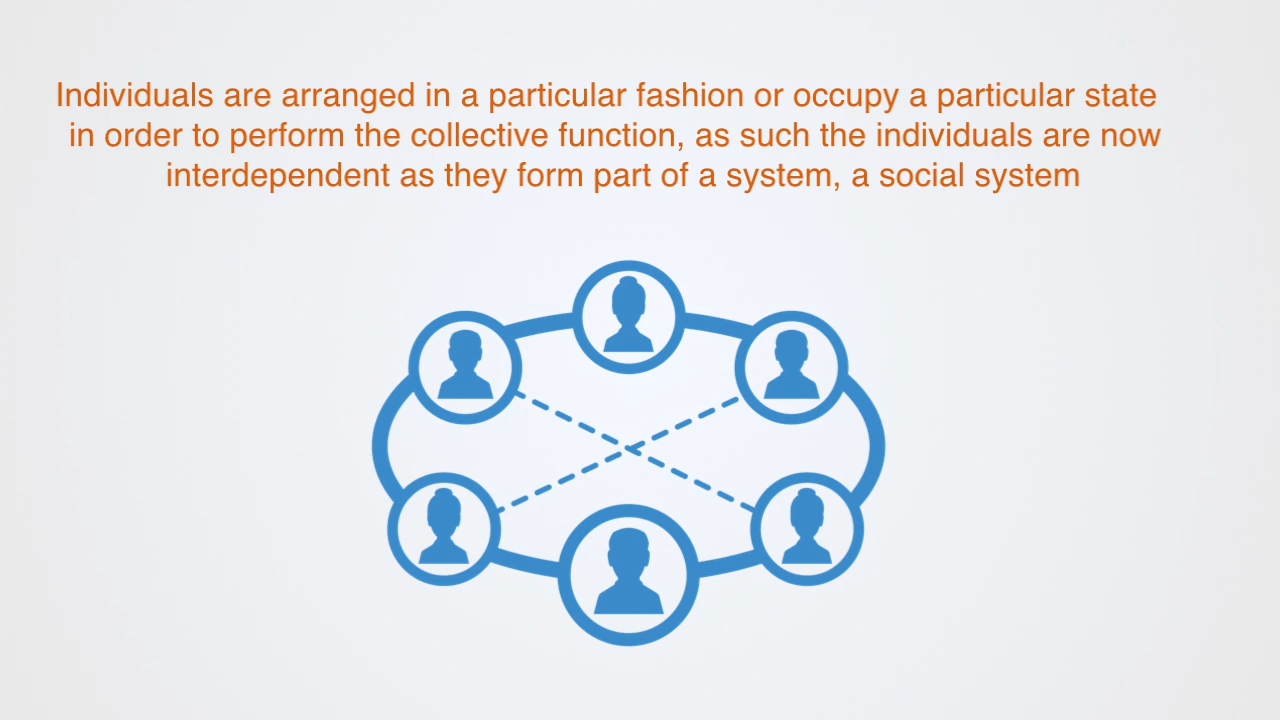 Individuals are arranged in a particular fashion or occupy a particular state
in order to perform the collective function, as such the individuals are now
interdependent as they form part of a system, a social system